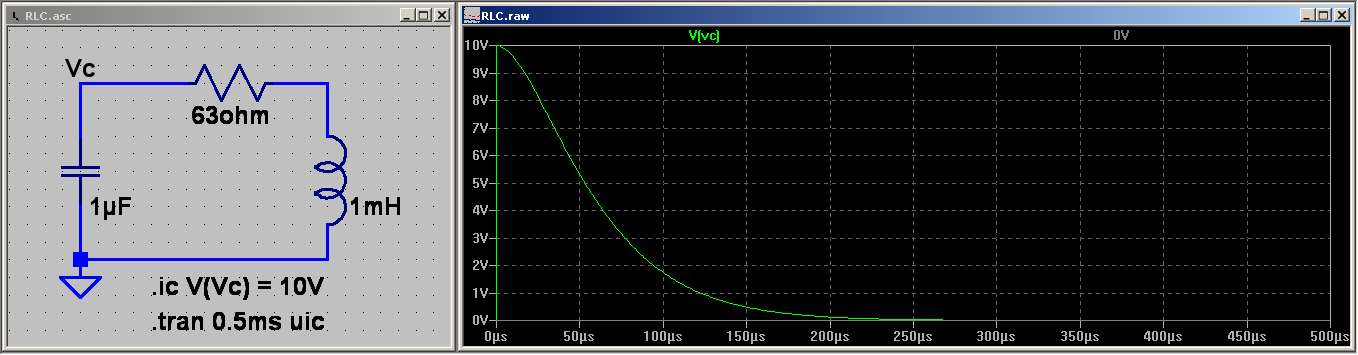 RLC.asc
Vc
63ohm
1µF
1mH
.ic V(Vc) = 10V
.tran 0.5ms uic
RLC.raw
V(vc) 0V
10V
9V
8V
7V
6V
5V
4V
3V
2V
1V
0V
0µs 50µs 100µs 150µs 200µs 250µs 300µs 350µs 400µs 450µs 500µs